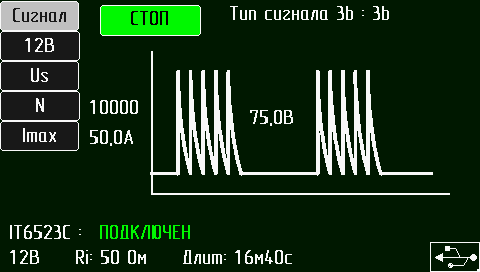 Сигнал
СТОП
Тип сигнала 3b : 3b
12В
Us
N 10000
Imax 50,0А
75,0В
IT6523C : ПОДКЛЮЧЕН
12В Ri: 50 Ом Длит: 16м40с